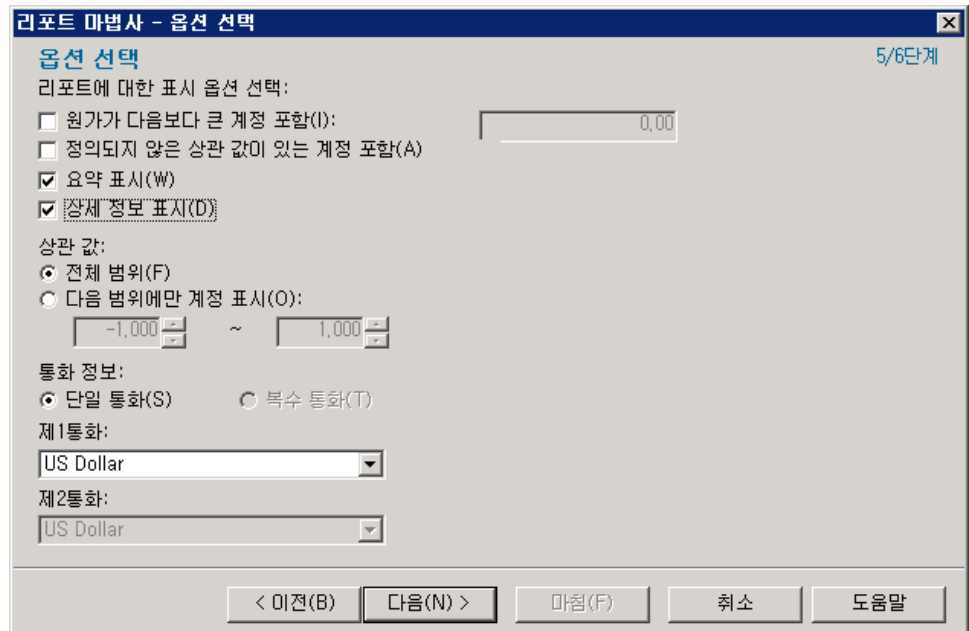 리포트 마법사 - 옵션 선택
옵션 선택 5/6단계
리포트에 대한 표시 옵션 선택:
원가가 다음보다 큰 계정 포함(I): 0,00
정의되지 않은 상관 값이 있는 계정 포함(A)
요약 표시(W)
상세 정보 표시(D)
상관 값:
전체 범위(F)
다음 범위에만 계정 표시(O):
-1,000 ~ 1,000
통화 정보:
단일 통화(S) 복수 통화(T)
제1통화:
US Dollar
제2통화:
US Dollar
< 이전(B) 다음(N) > 마침(F) 취소 도움말